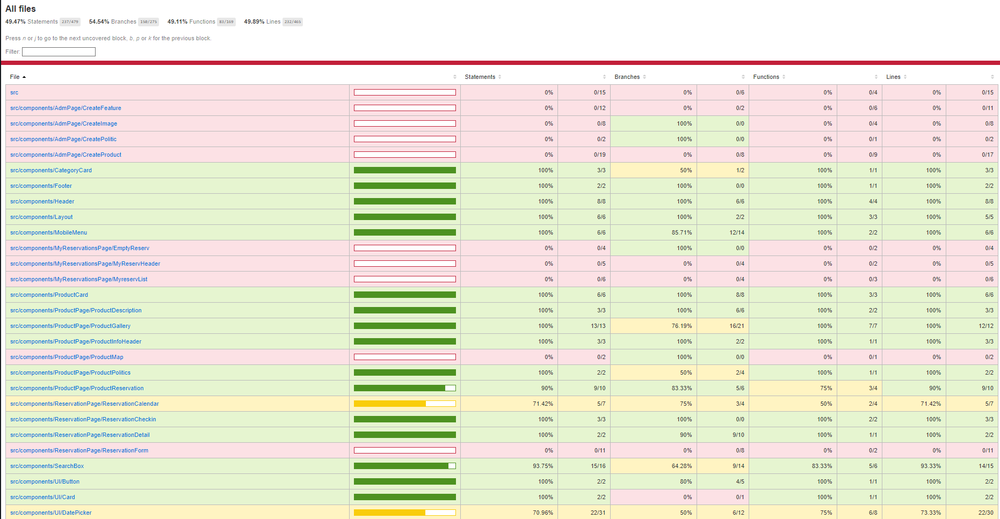 All files
49.47% Statements 237/479 54.54% Branches 150/275 49.11% Functions 83/169 49.89% Lines 232/465
Press n or j to go to the next uncovered block, b, p or k for the previous block.
Filter:
File Statements Branches Functions Lines
src 0% 0/15 0% 0/6 0% 0/4 0% 0/15
src/components/AdmPage/CreateFeature 0% 0/12 0% 0/2 0% 0/6 0% 0/11
src/components/AdmPage/CreateImage 0% 0/8 100% 0/0 0% 0/4 0% 0/8
src/components/AdmPage/CreatePolitic 0% 0/2 100% 0/0 0% 0/1 0% 0/2
src/components/AdmPage/CreateProduct 0% 0/19 0% 0/8 0% 0/9 0% 0/17
src/components/CategoryCard 100% 3/3 50% 1/2 100% 1/1 100% 3/3
src/components/Footer 100% 2/2 100% 0/0 100% 1/1 100% 2/2
src/components/Header 100% 8/8 100% 6/6 100% 4/4 100% 8/8
src/components/Layout 100% 6/6 100% 2/2 100% 3/3 100% 5/5
src/components/MobileMenu 100% 6/6 85.71% 12/14 100% 2/2 100% 6/6
src/components/MyReservationsPage/EmptyReserv 0% 0/4 100% 0/0 0% 0/2 0% 0/4
src/components/MyReservationsPage/MyReservHeader 0% 0/5 0% 0/4 0% 0/2 0% 0/5
src/components/MyReservationsPage/MyreservList 0% 0/6 0% 0/4 0% 0/3 0% 0/6
src/components/ProductCard 100% 6/6 100% 8/8 100% 3/3 100% 6/6
src/components/ProductPage/ProductDescription 100% 3/3 100% 6/6 100% 2/2 100% 3/3
src/components/ProductPage/ProductGallery 100% 13/13 76.19% 16/21 100% 7/7 100% 12/12
src/components/ProductPage/ProductInfoHeader 100% 3/3 100% 2/2 100% 1/1 100% 3/3
src/components/ProductPage/ProductMap 0% 0/2 100% 0/0 0% 0/1 0% 0/2
src/components/ProductPage/ProductPolitics 100% 2/2 50% 2/4 100% 1/1 100% 2/2
src/components/ProductPage/ProductReservation 90% 9/10 83.33% 5/6 75% 3/4 90% 9/10
src/components/ReservationPage/ReservationCalendar 71.42% 5/7 75% 3/4 50% 2/4 71.42% 5/7
src/components/ReservationPage/ReservationCheckin 100% 3/3 100% 0/0 100% 2/2 100% 3/3
src/components/ReservationPage/ReservationDetail 100% 2/2 90% 9/10 100% 1/1 100% 2/2
src/components/ReservationPage/ReservationForm 0% 0/11 0% 0/8 0% 0/2 0% 0/11
src/components/SearchBox 93.75% 15/16 64.28% 9/14 83.33% 5/6 93.33% 14/15
src/components/UI/Button 100% 2/2 80% 4/5 100% 1/1 100% 2/2
src/components/UI/Card 100% 2/2 0% 0/1 100% 1/1 100% 2/2
src/components/UI/DatePicker 70.96% 22/31 50% 6/12 75% 6/8 73.33% 22/30